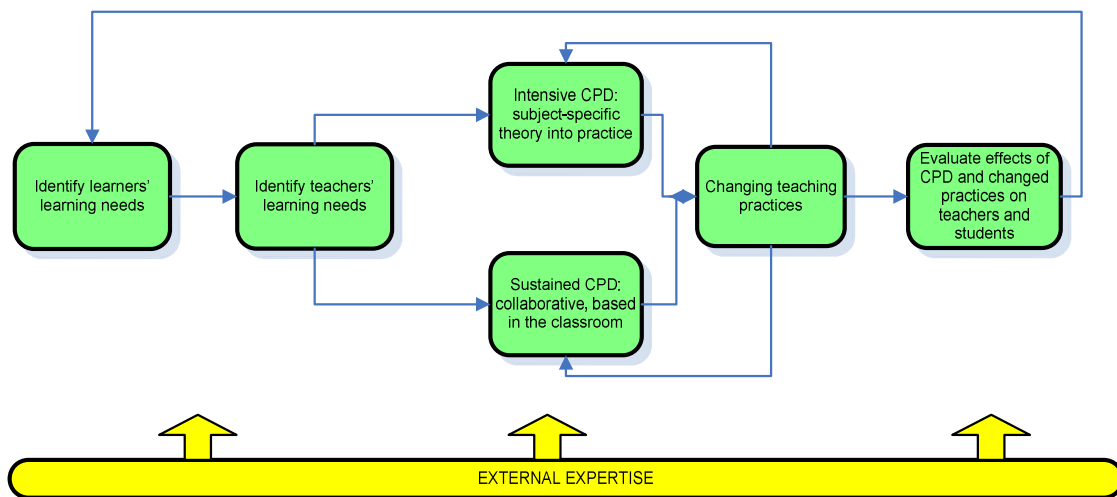 Identify learners'
learning needs
Identify teachers'
learning needs
Intensive CPD:
subject-specific
theory into practice
Sustained CPD:
collaborative, based
in the classroom
Changing teaching
practices
Evaluate effects of
CPD and changed
practices on
teachers and
students
EXTERNAL EXPERTISE